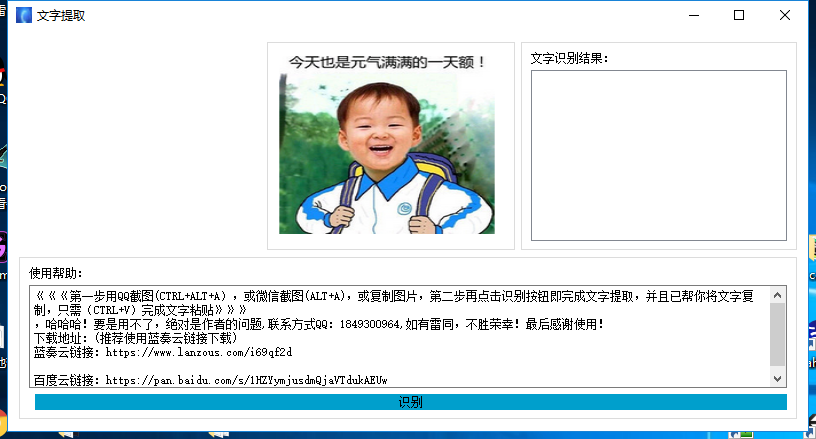 文字提取
今天也是元气满满的一天额！
文字识别结果：
使用帮助：
《《《第一步用QQ截图(CTRL+ALT+A），或微信截图(ALT+A)，或复制图片，第二步再点击识别按钮即完成文字提取，并且已帮你将文字复
制，只需（CTRL+V）完成文字粘贴》》》
，哈哈哈！要是用不了，绝对是作者的问题,联系方式QQ：1849300964,如有雷同，不胜荣幸！最后感谢使用！
下载地址：(推荐使用蓝奏云链接下载)
蓝奏云链接：https://www.lanzous.com/i69qf2d
百度云链接：https://pan.baidu.com/s/1HZYymjusdmQjaVTdukAEUw
识别